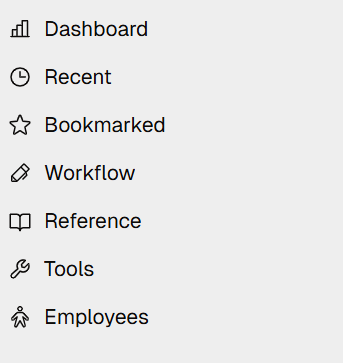 Dashboard
Recent
Bookmarked
Workflow
Reference
Tools
Employees